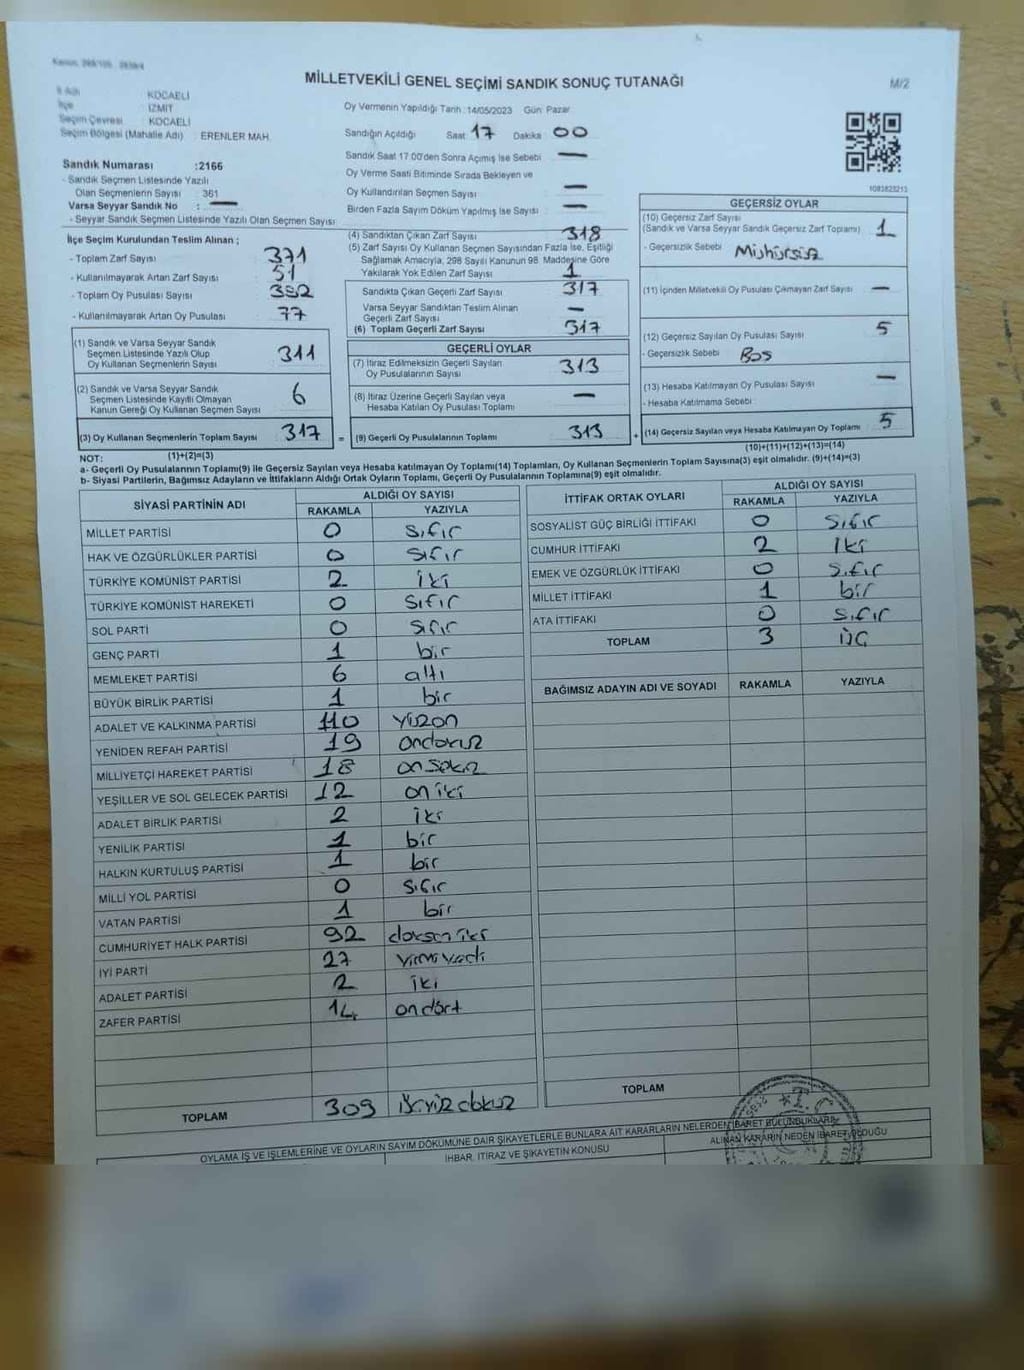 MİLLETVEKİLİ GENEL SEÇİMİ SANDIK SONUÇ TUTANAĞI
M/2
KOCAELİ
İlçe İZMİT
Seçim Çevresi KOCAELİ
Seçim Bölgesi (Mahalle Adı) : ERENLER MAH.
Sandık Numarası :2166
- Sandık Seçmen Listesinde Yazılı
Olan Seçmenlerin Sayısı : 361
Varsa Seyyar Sandık No : —
- Seyyar Sandık Seçmen Listesinde Yazılı Olan Seçmen Sayısı:
Oy Vermenin Yapıldığı Tarih :14/05/2023 Gün: Pazar
Sandığın Açıldığı Saat: 17 Dakika 00
Sandık Saat 17.00'den Sonra Açımış İse Sebebi : —
Oy Verme Saati Bitiminde Sırada Bekleyen ve
Oy Kullandırılan Seçmen Sayısı : —
Birden Fazla Sayım Döküm Yapılmış İse Sayısı : —
1083823213
İlçe Seçim Kurulundan Teslim Alınan ;
- Toplam Zarf Sayısı : 371
- Kullanılmayarak Artan Zarf Sayısı : 51
- Toplam Oy Pusulası Sayısı : 392
- Kullanılmayarak Artan Oy Pusulası : 77
(1) Sandık ve Varsa Seyyar Sandık
Seçmen Listesinde Yazılı Olup
Oy Kullanan Seçmenlerin Sayısı : 311
(2) Sandık ve Varsa Seyyar Sandık
Seçmen Listesinde Kayıtlı Olmayan
Kanun Gereği Oy Kullanan Seçmen Sayısı : 6
(3) Oy Kullanan Seçmenlerin Toplam Sayısı : 317
(1)+(2)=(3)
(4) Sandıktan Çıkan Zarf Sayısı : 318
(5) Zarf Sayısı Oy Kullanan Seçmen Sayısından Fazla İse, Eşitliği
Sağlamak Amacıyla, 298 Sayılı Kanunun 98. Maddesine Göre
Yakılarak Yok Edilen Zarf Sayısı : 1
Sandıkta Çıkan Geçerli Zarf Sayısı : 317
Varsa Seyyar Sandıktan Teslim Alınan
Geçerli Zarf Sayısı : —
(6) Toplam Geçerli Zarf Sayısı : 317
GEÇERLİ OYLAR
(7) İtiraz Edilmeksizin Geçerli Sayılan
Oy Pusulalarının Sayısı : 313
(8) İtiraz Üzerine Geçerli Sayılan veya
Hesaba Katılan Oy Pusulası Toplamı : —
= (9) Geçerli Oy Pusulalarının Toplamı : 313 +
GEÇERSİZ OYLAR
(10) Geçersiz Zarf Sayısı
(Sandık ve Varsa Seyyar Sandık Geçersiz Zarf Toplamı) : 1
- Geçersizlik Sebebi : Mühürsüz
(11) İçinden Milletvekili Oy Pusulası Çıkmayan Zarf Sayısı : —
(12) Geçersiz Sayılan Oy Pusulası Sayısı : 5
- Geçersizlik Sebebi : Boş
(13) Hesaba Katılmayan Oy Pusulası Sayısı : —
- Hesaba Katılmama Sebebi :
(14) Geçersiz Sayılan veya Hesaba Katılmayan Oy Toplamı : 5
(10)+(11)+(12)+(13)=(14)
NOT:
a- Geçerli Oy Pusulalarının Toplamı(9) ile Geçersiz Sayılan veya Hesaba katılmayan Oy Toplamı(14) Toplamları, Oy Kullanan Seçmenlerin Toplam Sayısına(3) eşit olmalıdır. (9)+(14)=(3)
b- Siyasi Partilerin, Bağımsız Adayların ve İttifakların Aldığı Ortak Oyların Toplamı, Geçerli Oy Pusulalarının Toplamına(9) eşit olmalıdır.
SİYASİ PARTİNİN ADI ALDIĞI OY SAYISI
RAKAMLA YAZIYLA
MİLLET PARTİSİ 0 sıfır
HAK VE ÖZGÜRLÜKLER PARTİSİ 0 sıfır
TÜRKİYE KOMÜNİST PARTİSİ 2 iki
TÜRKİYE KOMÜNİST HAREKETİ 0 sıfır
SOL PARTİ 0 sıfır
GENÇ PARTİ 1 bir
MEMLEKET PARTİSİ 6 altı
BÜYÜK BİRLİK PARTİSİ 1 bir
ADALET VE KALKINMA PARTİSİ 110 yüzon
YENİDEN REFAH PARTİSİ 19 ondokuz
MİLLİYETÇİ HAREKET PARTİSİ 18 onsekiz
YEŞİLLER VE SOL GELECEK PARTİSİ 12 oniki
ADALET BİRLİK PARTİSİ 2 iki
YENİLİK PARTİSİ 1 bir
HALKIN KURTULUŞ PARTİSİ 1 bir
MİLLİ YOL PARTİSİ 0 sıfır
VATAN PARTİSİ 1 bir
CUMHURİYET HALK PARTİSİ 92 doksan iki
İYİ PARTİ 27 yirmi yedi
ADALET PARTİSİ 2 iki
ZAFER PARTİSİ 14 ondört
TOPLAM 309
İTTİFAK ORTAK OYLARI ALDIĞI OY SAYISI
RAKAMLA YAZIYLA
SOSYALİST GÜÇ BİRLİĞİ İTTİFAKI 0 sıfır
CUMHUR İTTİFAKI 2 iki
EMEK VE ÖZGÜRLÜK İTTİFAKI 0 sıfır
MİLLET İTTİFAKI 1 bir
ATA İTTİFAKI 0 sıfır
TOPLAM 3 üç
BAĞIMSIZ ADAYIN ADI VE SOYADI RAKAMLA YAZIYLA
TOPLAM
T.C.
OYLAMA İŞ VE İŞLEMLERİNE VE OYLARIN SAYIM DÖKÜMÜNE DAİR ŞİKAYETLERLE BUNLARA AİT KARARLARIN NELERDEN İBARET BULUNDUKLARI
İHBAR, İTİRAZ VE ŞİKAYETİN KONUSU
ALINAN KARARIN NEDEN İBARET OLDUĞU